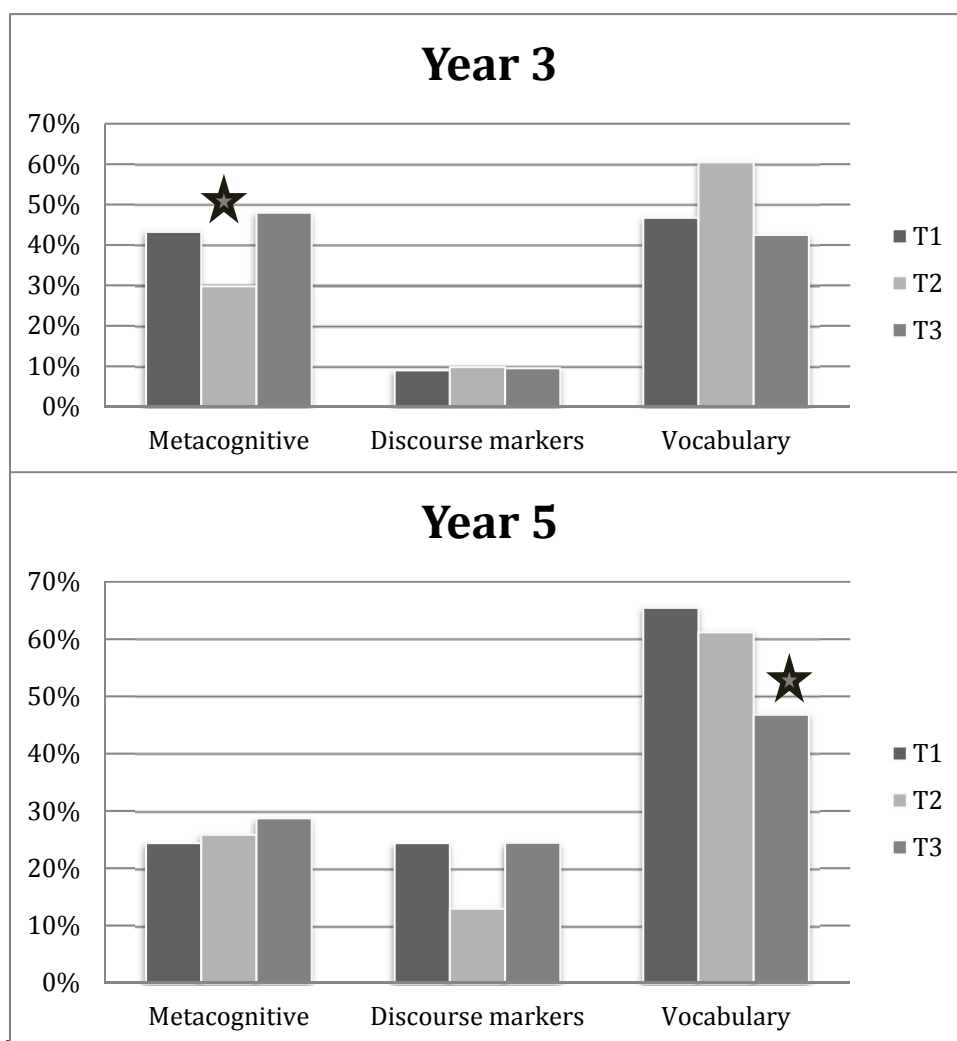 Year 3
70%
60%
50%
40%
30%
20%
10%
0%
Metacognitive Discourse markers Vocabulary
T1
T2
T3
Year 5
70%
60%
50%
40%
30%
20%
10%
0%
Metacognitive Discourse markers Vocabulary
T1
T2
T3